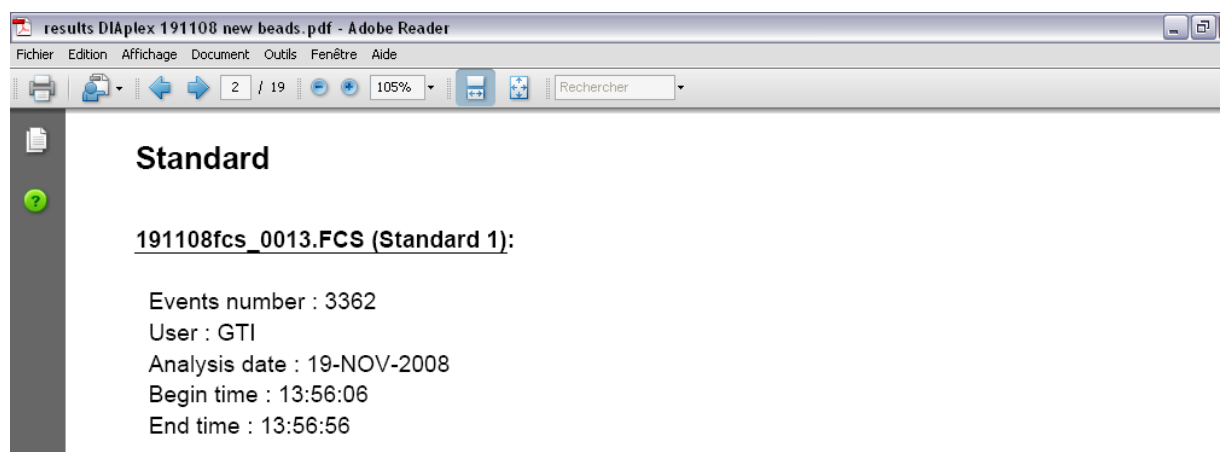 results DIAplex 191108 new beads.pdf - Adobe Reader
Fichier Edition Affichage Document Outils Fenêtre Aide
2 / 19 105% Rechercher
Standard
191108fcs_0013.FCS (Standard 1):
Events number : 3362
User : GTI
Analysis date : 19-NOV-2008
Begin time : 13:56:06
End time : 13:56:56